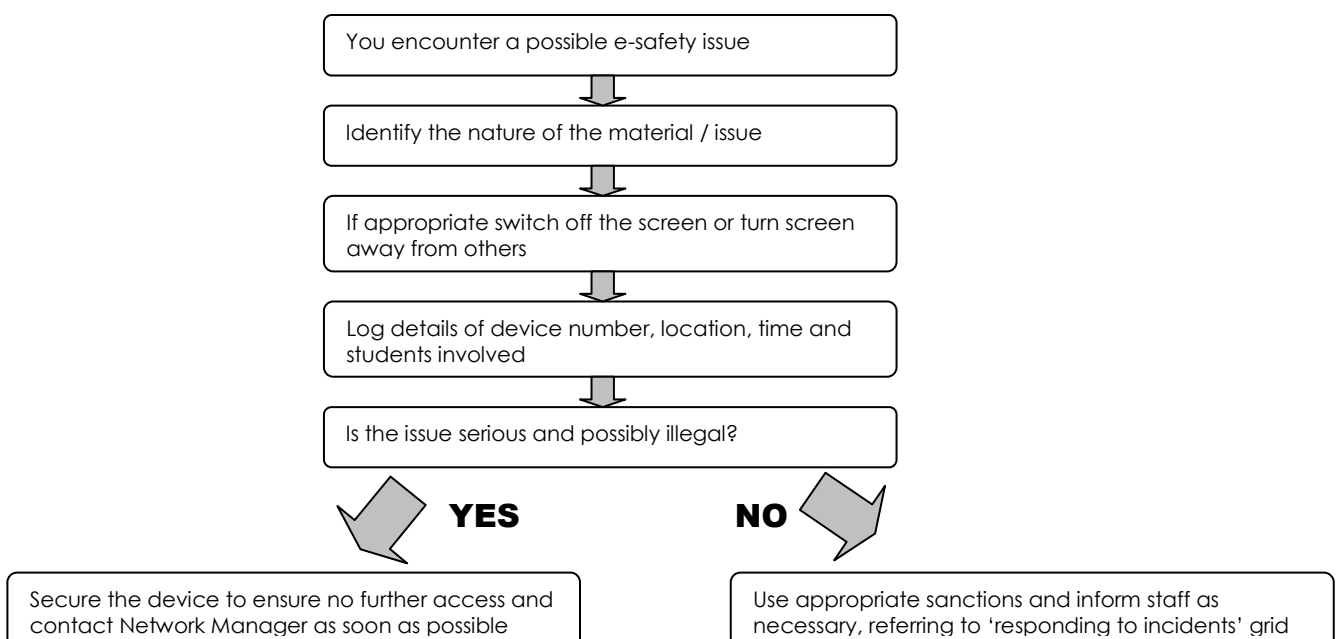 You encounter a possible e-safety issue
Identify the nature of the material / issue
If appropriate switch off the screen or turn screen
away from others
Log details of device number, location, time and
students involved
Is the issue serious and possibly illegal?
YES
NO
Secure the device to ensure no further access and
contact Network Manager as soon as possible
Use appropriate sanctions and inform staff as
necessary, referring to ‘responding to incidents’ grid